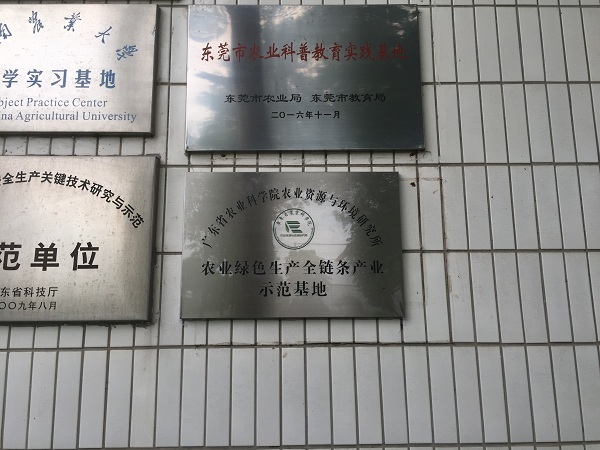 农业大学
学实习基地
ject Practice Center
na Agricultural University
东莞市农业科普教育实践基地
东莞市农业局 东莞市教育局
二〇一六年十一月
全生产关键技术研究与示范
范单位
东省科技厅
〇〇九年八月
广东省农业科学院农业资源与环境研究所
农业绿色生产全链条产业
示范基地